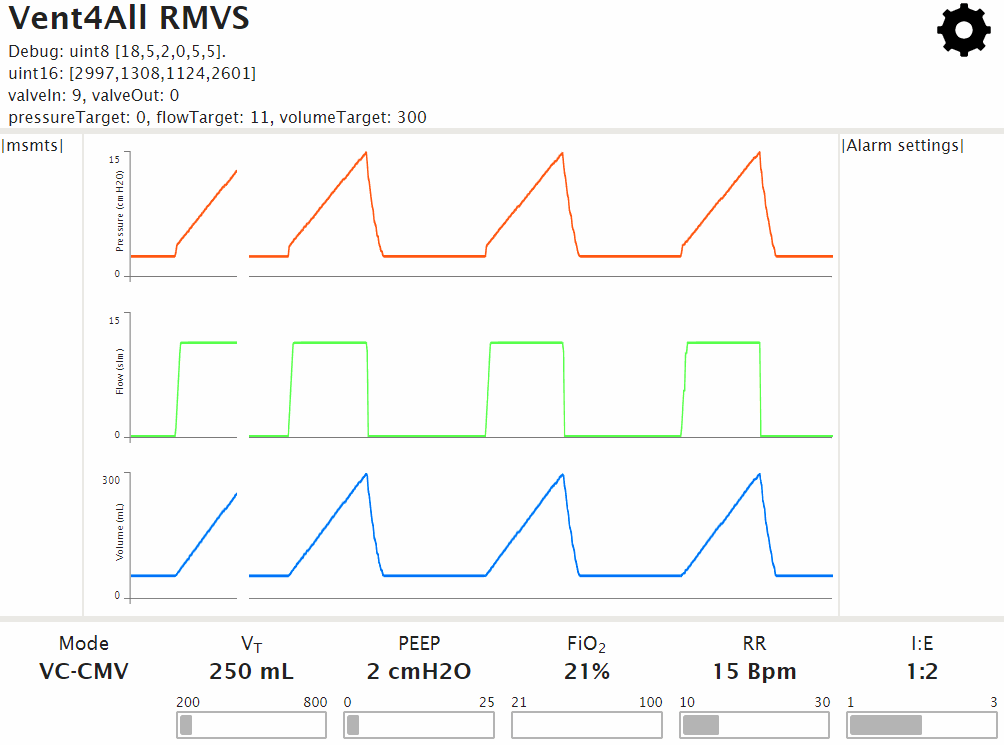 Vent4All RMVS
Debug: uint8 [18,5,2,0,5,5].
uint16: [2997,1308,1124,2601]
valveIn: 9, valveOut: 0
pressureTarget: 0, flowTarget: 11, volumeTarget: 300
|msmts|
|Alarm settings|
15
Pressure (cmH2O)
0
15
Flow (slm)
0
300
Volume (mL)
0
Mode VT PEEP FiO2 RR I:E
VC-CMV 250 mL 2 cmH2O 21% 15 Bpm 1:2
200 800 0 25 21 100 10 30 1 3